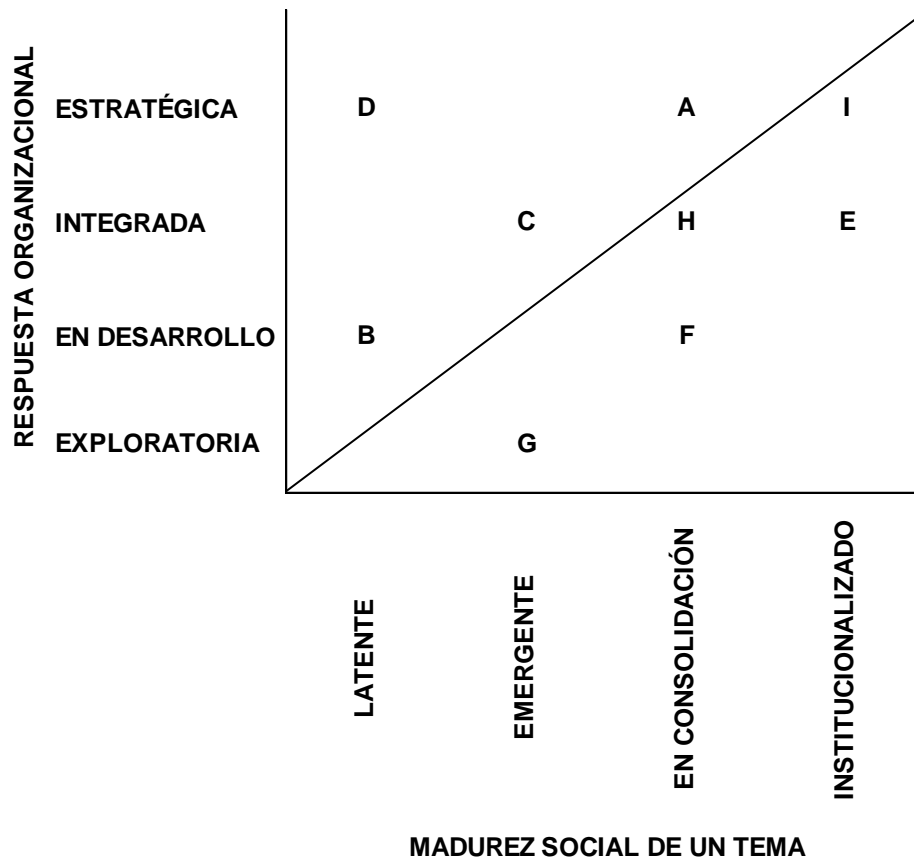 RESPUESTA ORGANIZACIONAL
ESTRATÉGICA D A I
INTEGRADA C H E
EN DESARROLLO B F
EXPLORATORIA G
LATENTE
EMERGENTE
EN CONSOLIDACIÓN
INSTITUCIONALIZADO
MADUREZ SOCIAL DE UN TEMA